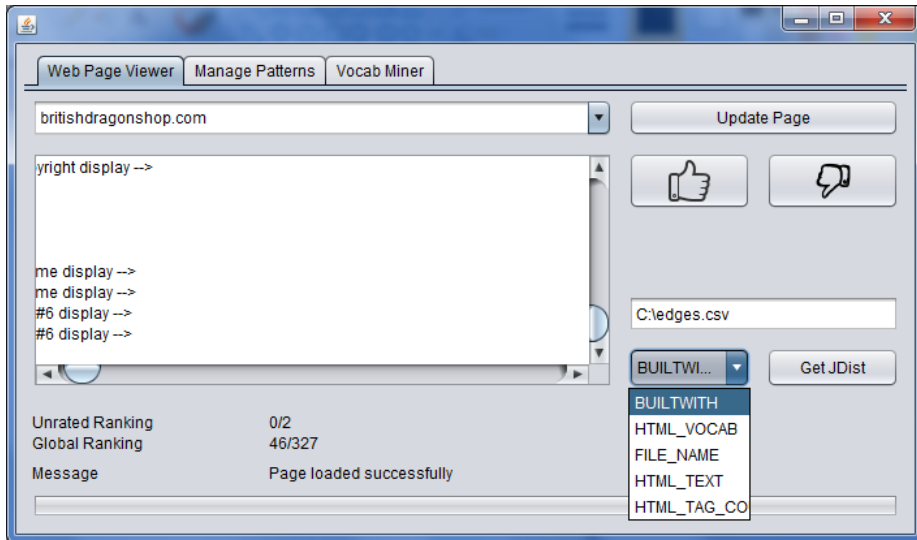 Web Page Viewer Manage Patterns Vocab Miner
britishdragonshop.com Update Page
yright display -->
me display -->
me display -->
#6 display -->
#6 display -->
C:\edges.csv
BUILTWI... Get JDist
BUILTWITH
HTML_VOCAB
FILE_NAME
HTML_TEXT
HTML_TAG_CO
Unrated Ranking 0/2
Global Ranking 46/327
Message Page loaded successfully